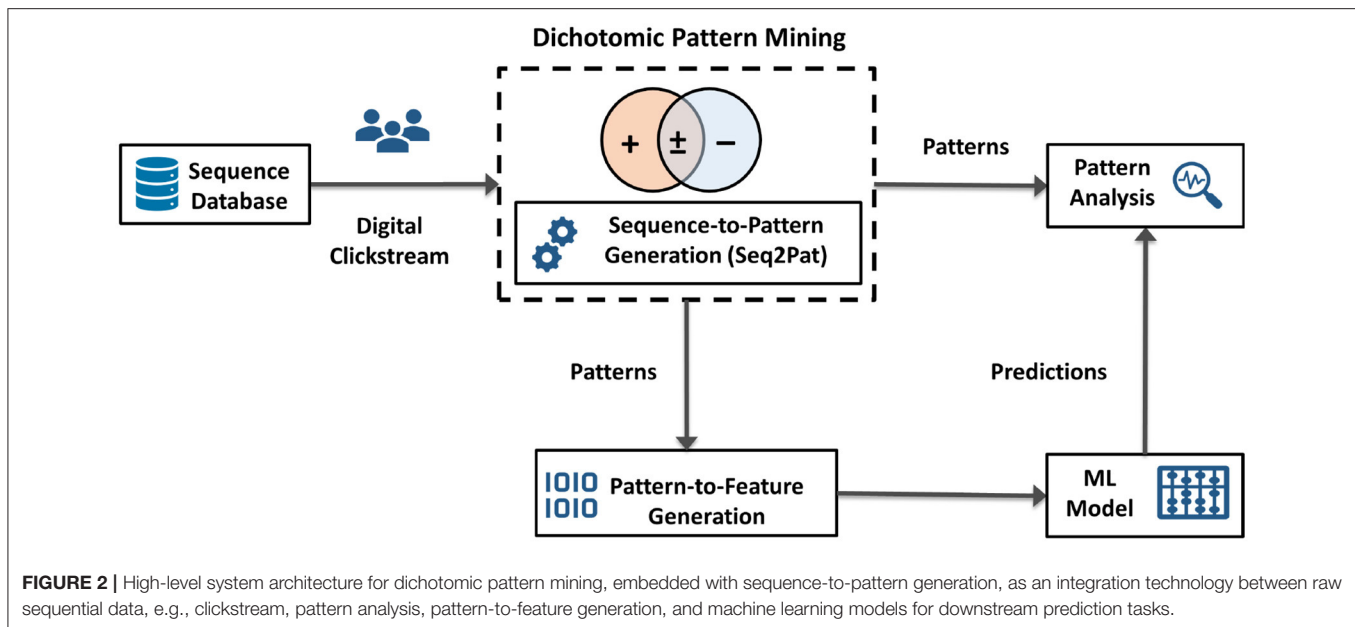 Dichotomic Pattern Mining
+ ± −
Sequence
Database
Digital
Clickstream
Sequence-to-Pattern
Generation (Seq2Pat)
Patterns
Pattern
Analysis
Patterns
Predictions
IOIO
IOIO
Pattern-to-Feature
Generation
ML
Model
FIGURE 2 | High-level system architecture for dichotomic pattern mining, embedded with sequence-to-pattern generation, as an integration technology between raw
sequential data, e.g., clickstream, pattern analysis, pattern-to-feature generation, and machine learning models for downstream prediction tasks.